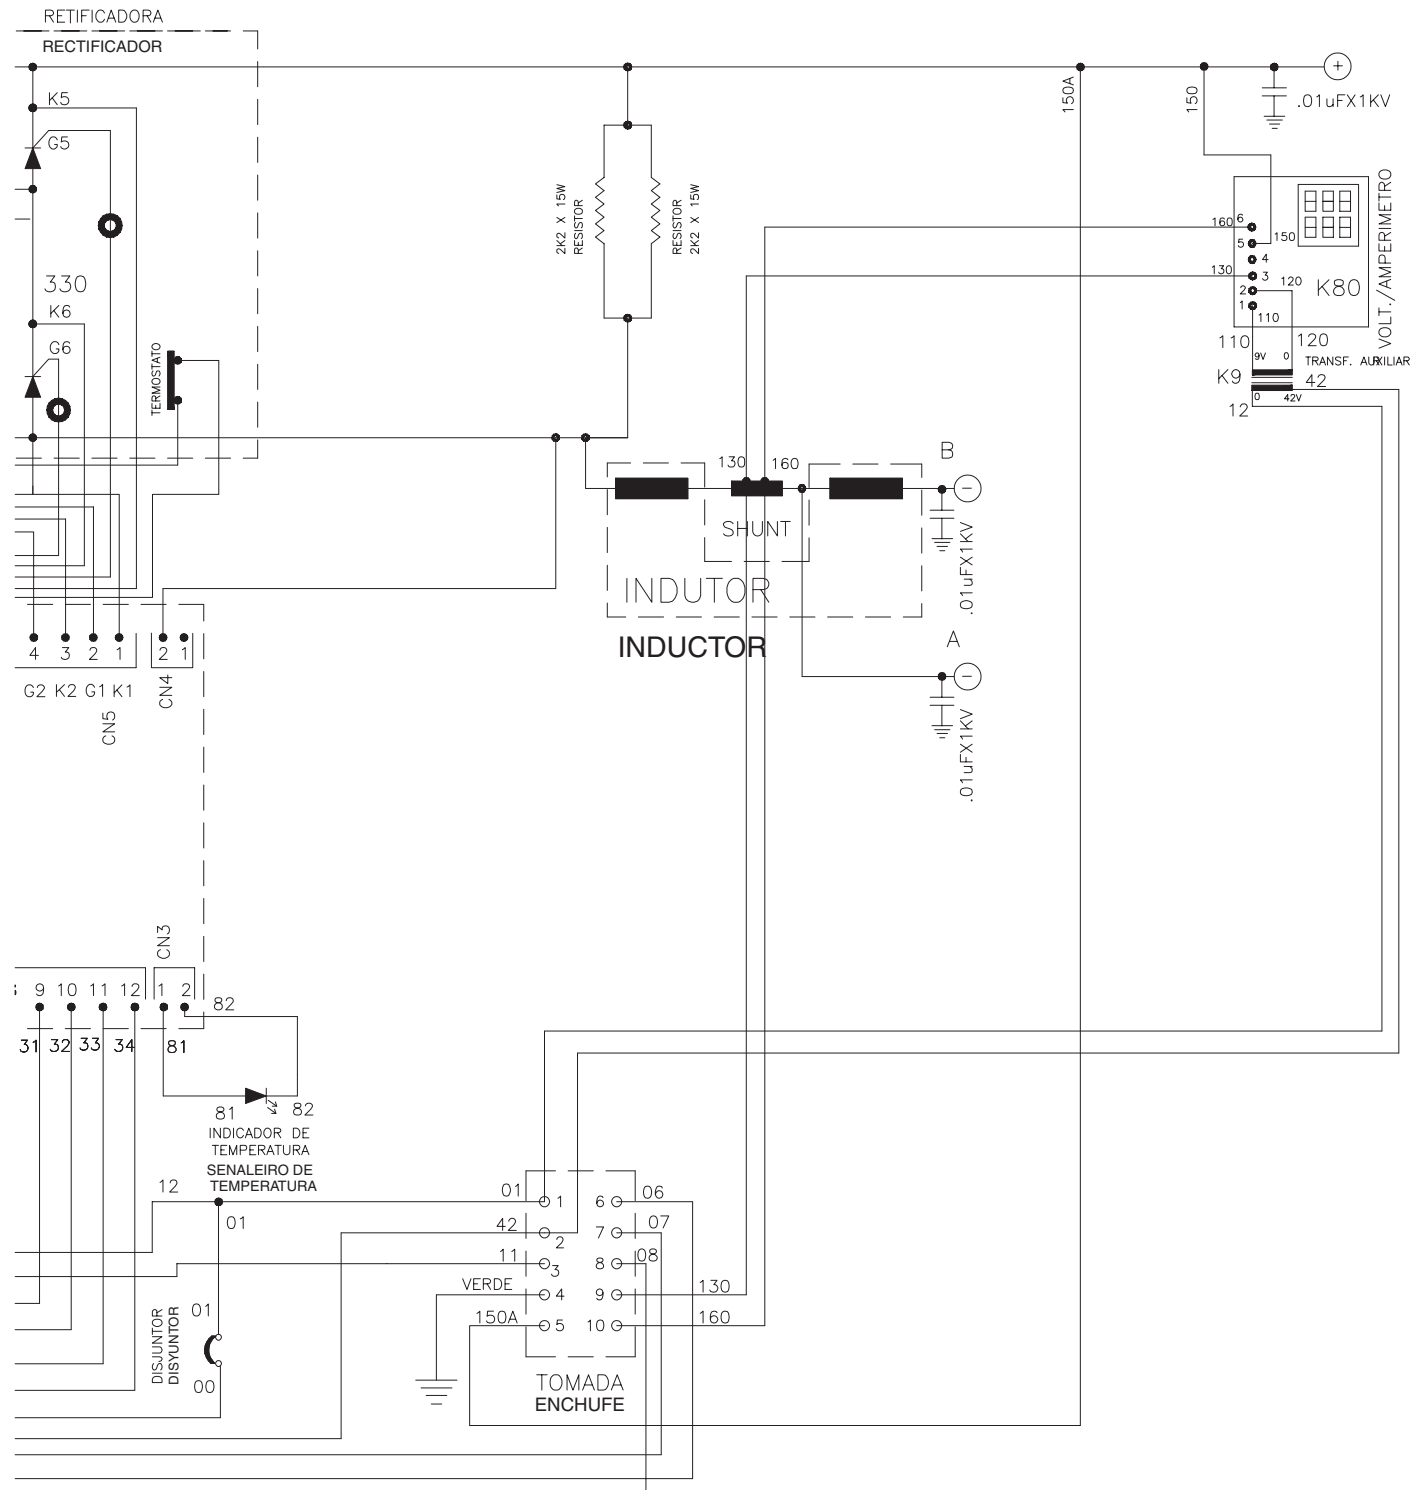 RETIFICADORA
RECTIFICADOR
K5
G5
330
K6
G6
TERMOSTATO
2K2 X 15W
RESISTOR
RESISTOR
2K2 X 15W
150A
150
+
.01uFX1KV
160
6
5
150
4
130
3
2
120
1
110
K80
VOLT./AMPERIMETRO
110
120
9V
0
TRANSF. AUXILIAR
K9
42
0
42V
12
130
160
B
−
SHUNT
.01uFX1KV
INDUTOR
INDUCTOR
A
−
.01uFX1KV
4
3
2
1
2
1
G2 K2 G1 K1
CN5
CN4
CN3
9
10
11
12
1
2
82
31
32
33
34
81
81
82
INDICADOR DE
TEMPERATURA
SENALEIRO DE
TEMPERATURA
12
01
01
00
DISJUNTOR
DISYUNTOR
01
1
6
06
42
2
7
07
11
3
8
08
VERDE
4
9
130
150A
5
10
160
TOMADA
ENCHUFE